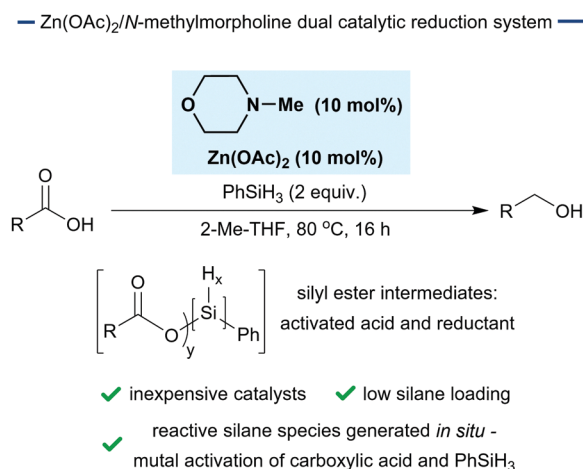 Zn(OAc)2/N-methylmorpholine dual catalytic reduction system
O N Me (10 mol%)
Zn(OAc)2 (10 mol%)
PhSiH3 (2 equiv.)
O
R OH
R OH
2-Me-THF, 80 °C, 16 h
Hx
O
Si
R O y Ph
silyl ester intermediates:
activated acid and reductant
inexpensive catalysts
low silane loading
reactive silane species generated in situ -
mutal activation of carboxylic acid and PhSiH3